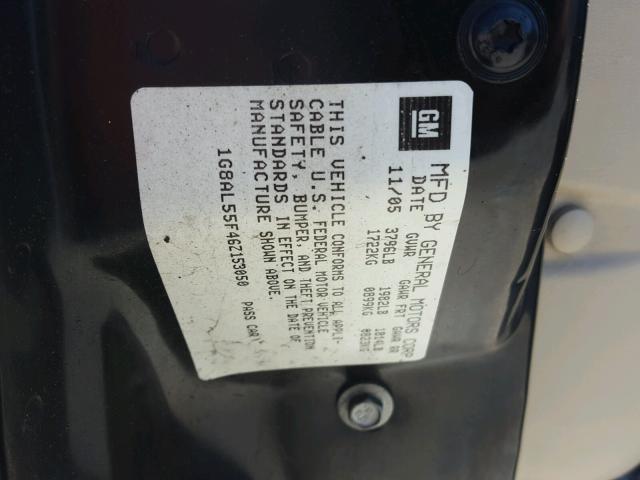 GM
MFD BY GENERAL MOTORS CORP
DATE GVWR GAWR FRT GAWR RR
11/05 3796LB 1982LB 1814LB
1722KG 0899KG 0823KG
THIS VEHICLE CONFORMS TO ALL APPLI-
CABLE U.S. FEDERAL MOTOR VEHICLE
SAFETY, BUMPER, AND THEFT PREVENTION
STANDARDS IN EFFECT ON THE DATE OF
MANUFACTURE SHOWN ABOVE.
1G8AL55F46Z153050 PASS CAR